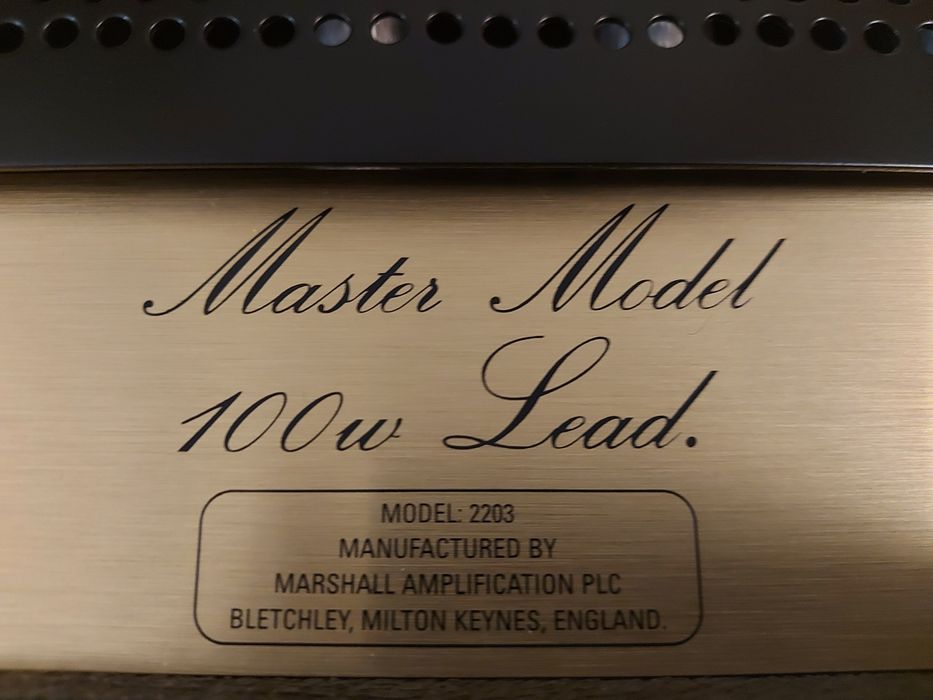 Master Model
100w Lead.
MODEL: 2203
MANUFACTURED BY
MARSHALL AMPLIFICATION PLC
BLETCHLEY, MILTON KEYNES, ENGLAND.